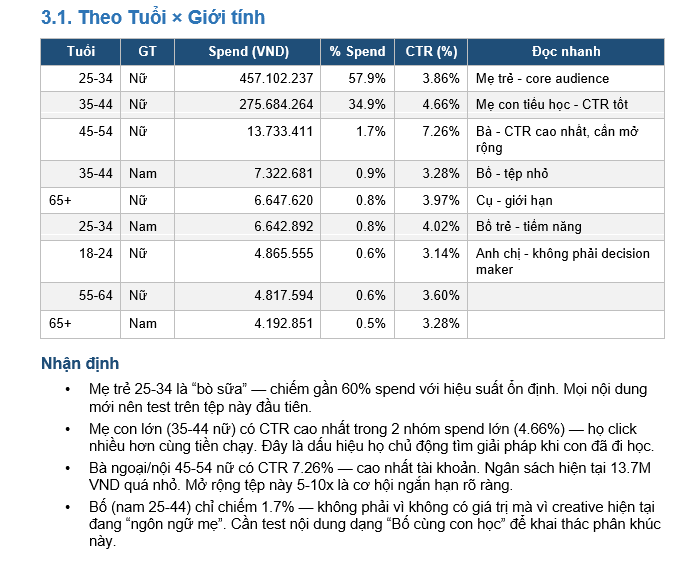 3.1. Theo Tuổi × Giới tính
Tuổi GT Spend (VND) % Spend CTR (%) Đọc nhanh
25-34 Nữ 457.102.237 57.9% 3.86% Mẹ trẻ - core audience
35-44 Nữ 275.684.264 34.9% 4.66% Mẹ con tiểu học - CTR tốt
45-54 Nữ 13.733.411 1.7% 7.26% Bà - CTR cao nhất, cần mở
rộng
35-44 Nam 7.322.681 0.9% 3.28% Bố - tệp nhỏ
65+ Nữ 6.647.620 0.8% 3.97% Cụ - giới hạn
25-34 Nam 6.642.892 0.8% 4.02% Bố trẻ - tiềm năng
18-24 Nữ 4.865.555 0.6% 3.14% Anh chị - không phải decision
maker
55-64 Nữ 4.817.594 0.6% 3.60%
65+ Nam 4.192.851 0.5% 3.28%
Nhận định
• Mẹ trẻ 25-34 là “bò sữa” — chiếm gần 60% spend với hiệu suất ổn định. Mọi nội dung
mới nên test trên tệp này đầu tiên.
• Mẹ con lớn (35-44 nữ) có CTR cao nhất trong 2 nhóm spend lớn (4.66%) — họ click
nhiều hơn cùng tiền chạy. Đây là dấu hiệu họ chủ động tìm giải pháp khi con đã đi học.
• Bà ngoại/nội 45-54 nữ có CTR 7.26% — cao nhất tài khoản. Ngân sách hiện tại 13.7M
VND quá nhỏ. Mở rộng tệp này 5-10x là cơ hội ngắn hạn rõ ràng.
• Bố (nam 25-44) chỉ chiếm 1.7% — không phải vì không có giá trị mà vì creative hiện tại
đang “ngôn ngữ mẹ”. Cần test nội dung dạng “Bố cùng con học” để khai thác phân khúc
này.